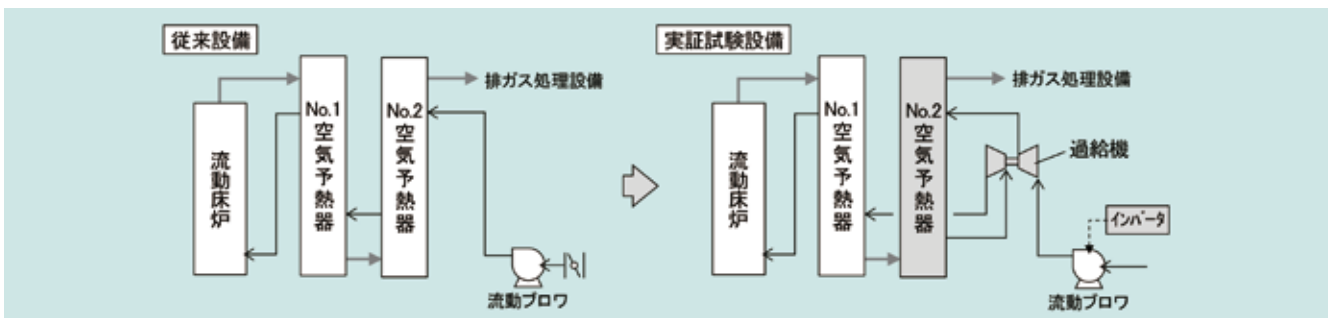 従来設備
No.1空気予熱器
No.2空気予熱器
排ガス処理設備
流動床炉
流動ブロワ
実証試験設備
No.1空気予熱器
No.2空気予熱器
排ガス処理設備
過給機
流動床炉
インバータ
流動ブロワ